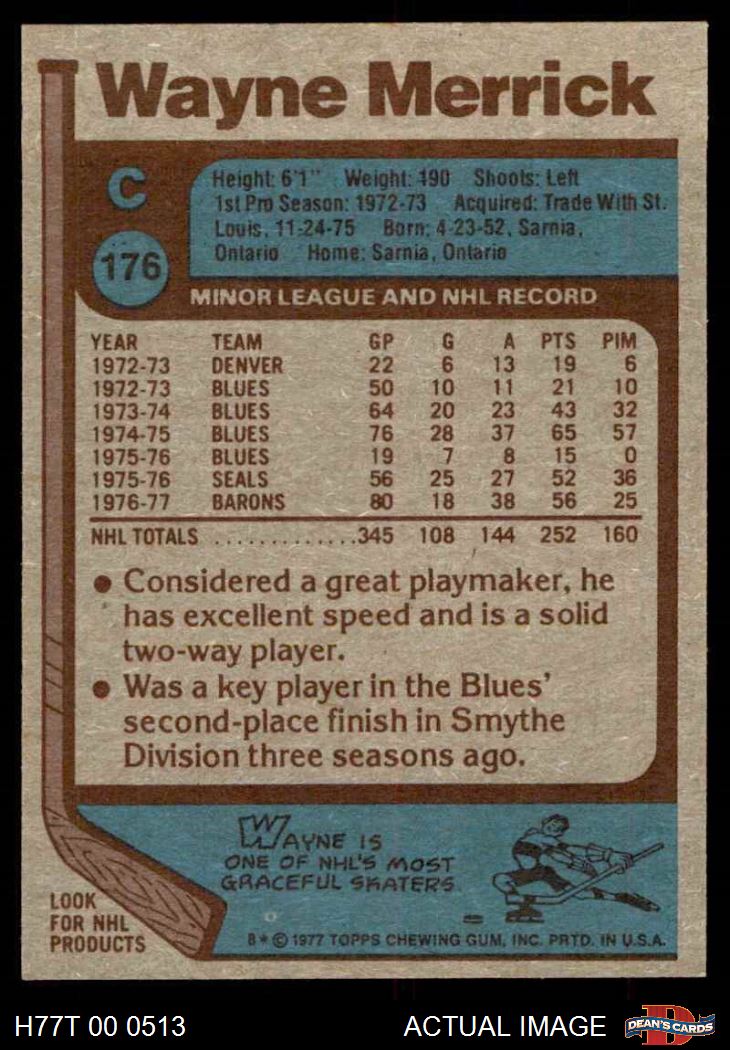 Wayne Merrick
C
176
Height: 6'1" Weight: 190 Shoots: Left
1st Pro Season: 1972-73 Acquired: Trade With St.
Louis, 11-24-75 Born: 4-23-52, Sarnia,
Ontario Home: Sarnia, Ontario
MINOR LEAGUE AND NHL RECORD
YEAR TEAM GP G A PTS PIM
1972-73 DENVER 22 6 13 19 6
1972-73 BLUES 50 10 11 21 10
1973-74 BLUES 64 20 23 43 32
1974-75 BLUES 76 28 37 65 57
1975-76 BLUES 19 7 8 15 0
1975-76 SEALS 56 25 27 52 36
1976-77 BARONS 80 18 38 56 25
NHL TOTALS .............345 108 144 252 160
• Considered a great playmaker, he
has excellent speed and is a solid
two-way player.
• Was a key player in the Blues'
second-place finish in Smythe
Division three seasons ago.
WAYNE IS
ONE OF NHL'S MOST
GRACEFUL SKATERS
LOOK
FOR NHL
PRODUCTS
B * © 1977 TOPPS CHEWING GUM, INC. PRTD. IN U.S.A.
H77T 00 0513
ACTUAL IMAGE
D
DEAN'S CARDS